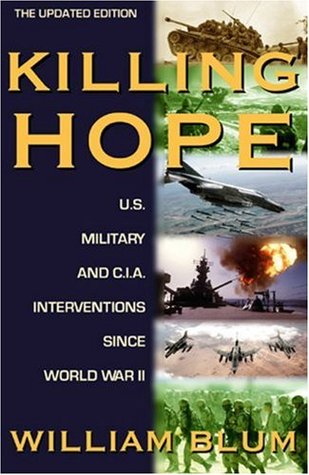 THE UPDATED EDITION
KILLING
HOPE
U.S.
MILITARY
AND C.I.A.
INTERVENTIONS
SINCE
WORLD WAR II
WILLIAM BLUM